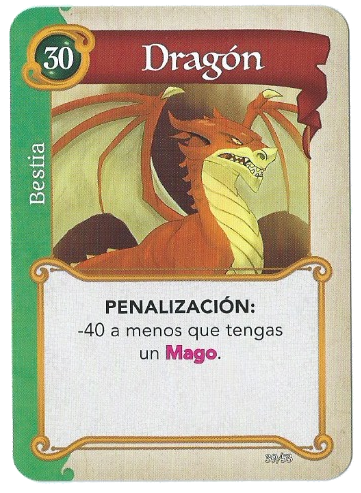 30
Dragón
Bestia
PENALIZACIÓN:
-40 a menos que tengas
un Mago.